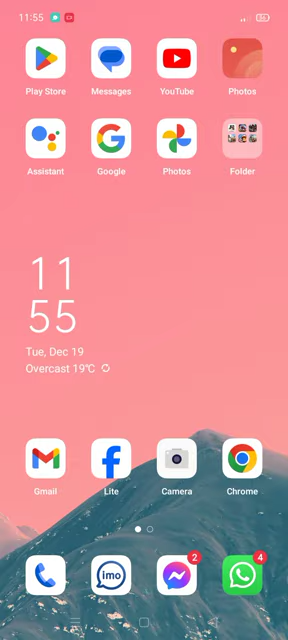 11:55
Play Store
Messages
YouTube
Photos
Assistant
Google
Photos
Folder
11
55
Tue, Dec 19
Overcast 19℃
Gmail
Lite
Camera
Chrome
imo
2
4